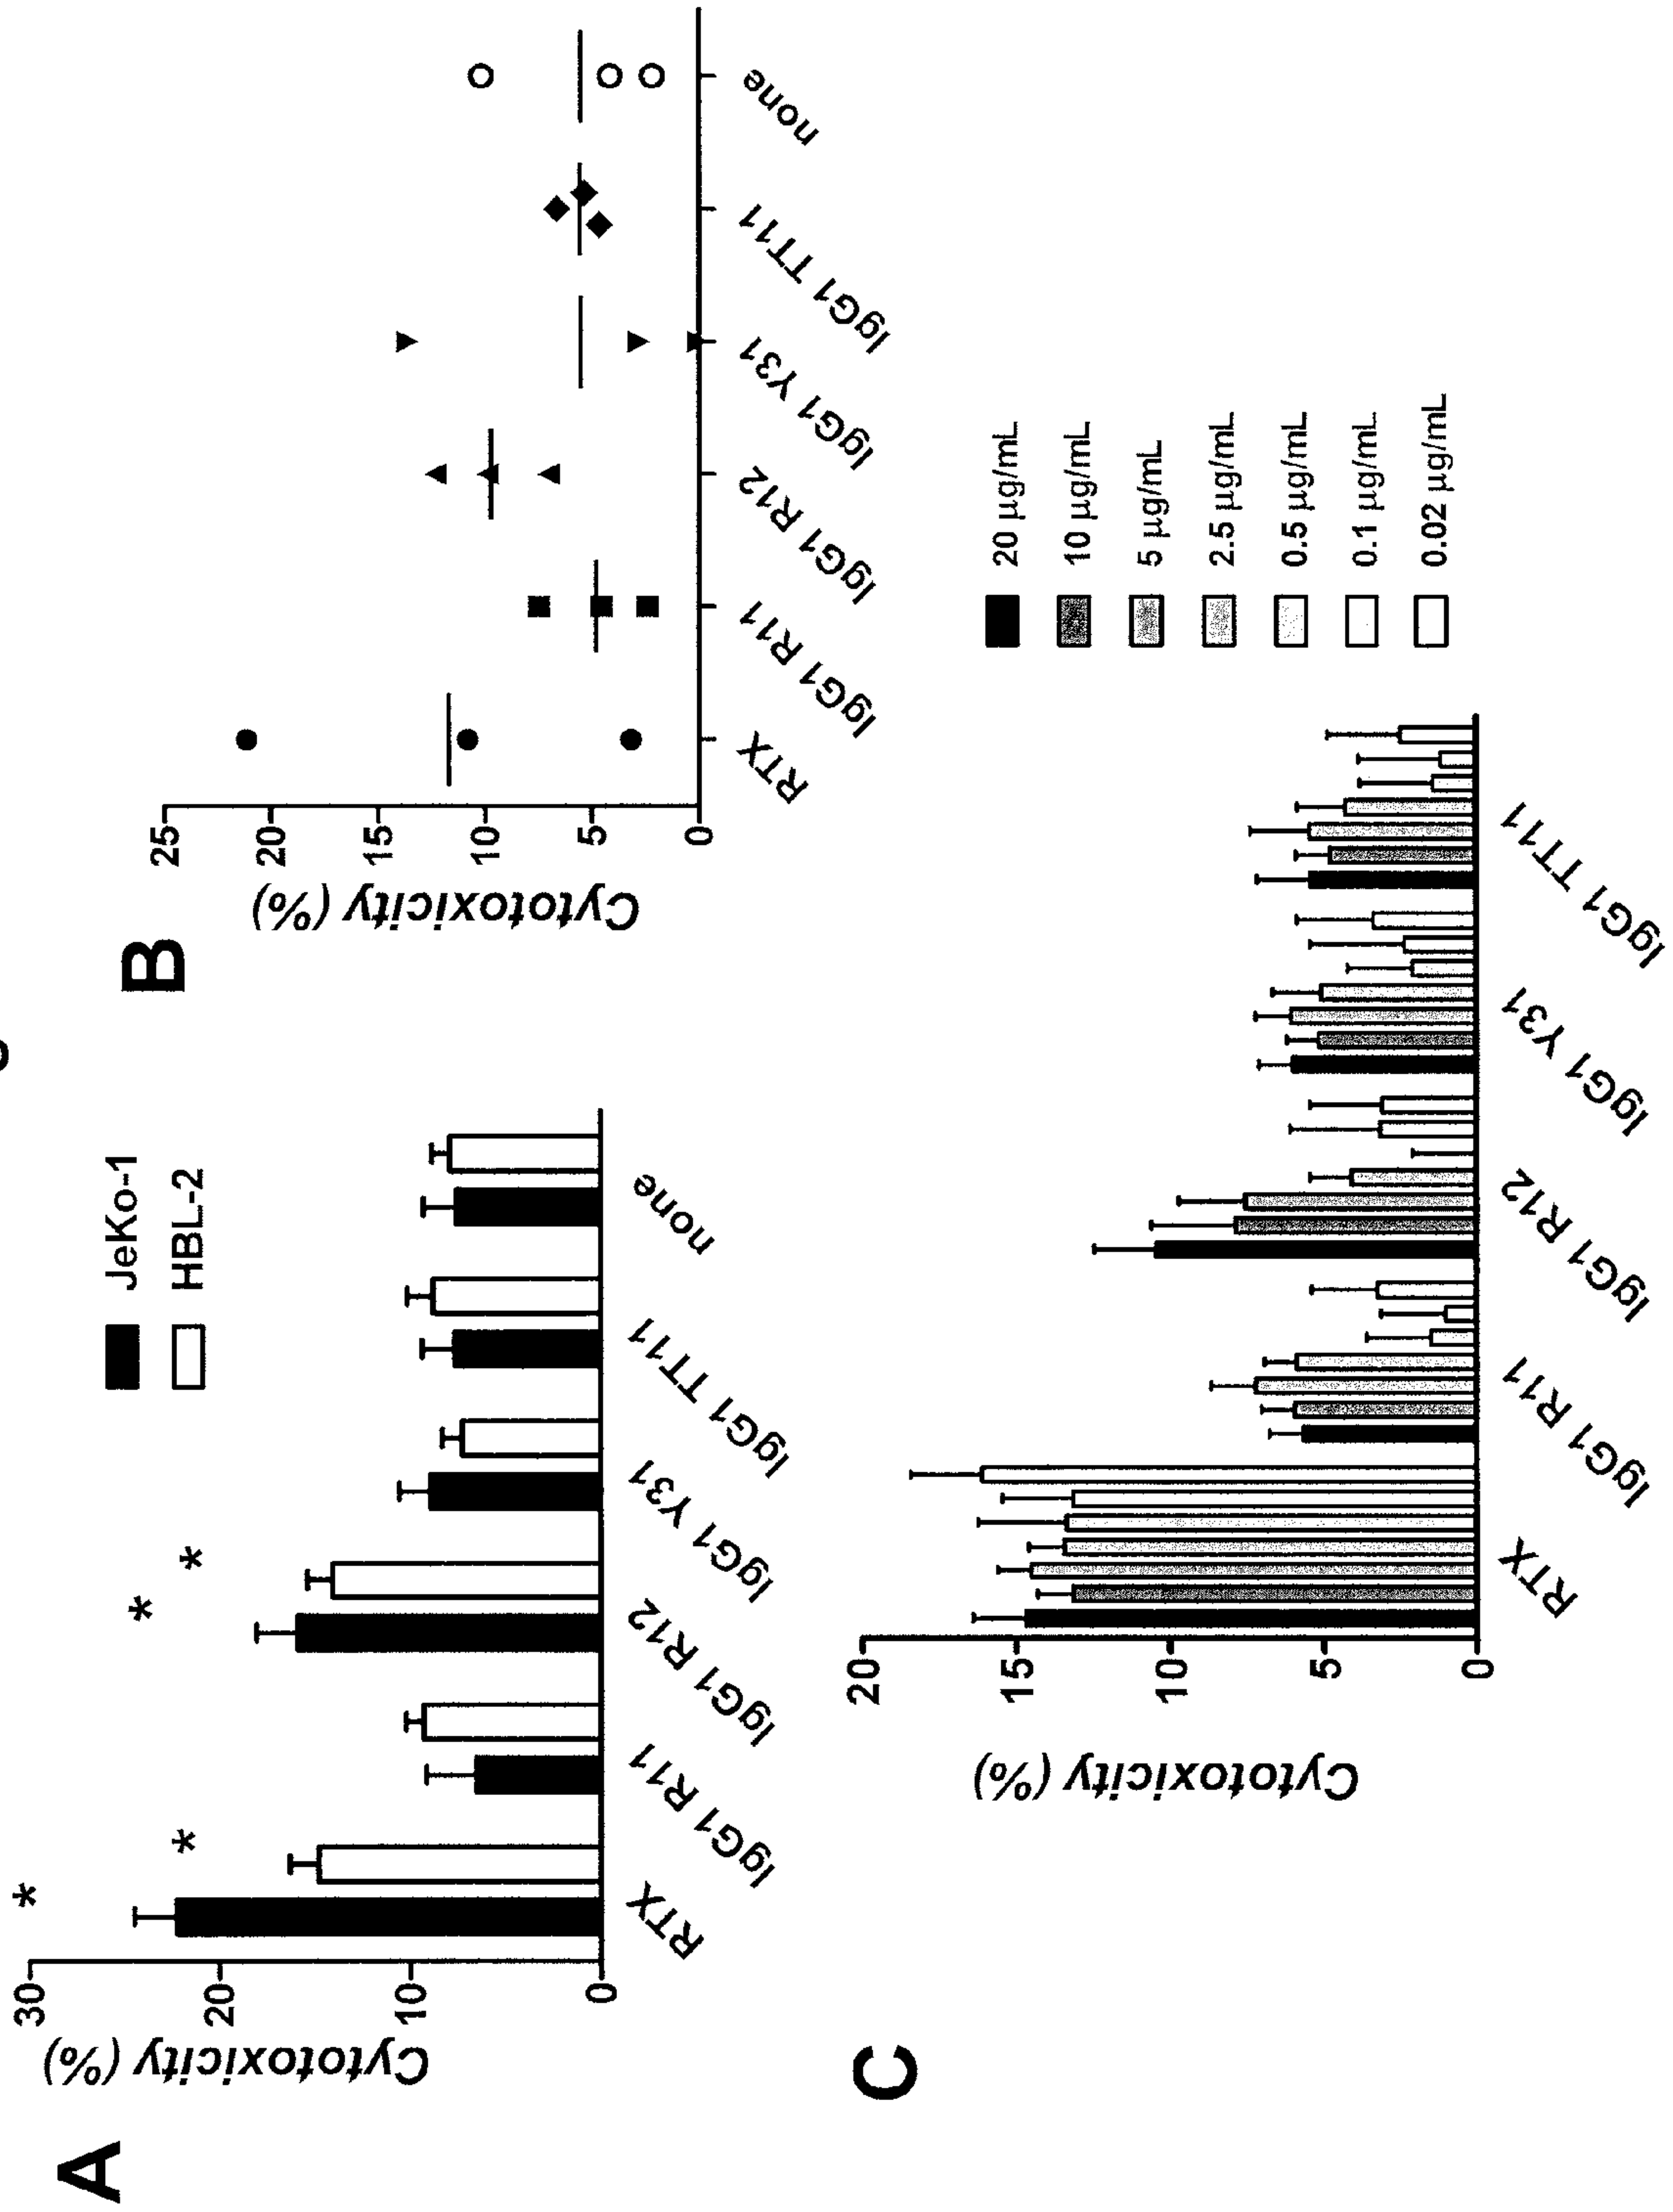 A
Cytotoxicity (%)
30
20
10
0
JeKo-1
HBL-2
*
*
*
*
RTX
IgG1 R11
IgG1 R12
IgG1 Y31
IgG1 TT11
none
B
Cytotoxicity (%)
25
20
15
10
5
0
RTX
IgG1 R11
IgG1 R12
IgG1 Y31
IgG1 TT11
none
C
Cytotoxicity (%)
20
15
10
5
0
RTX
IgG1 R11
IgG1 R12
IgG1 Y31
IgG1 TT11
20 µg/mL
10 µg/mL
5 µg/mL
2.5 µg/mL
0.5 µg/mL
0.1 µg/mL
0.02 µg/mL